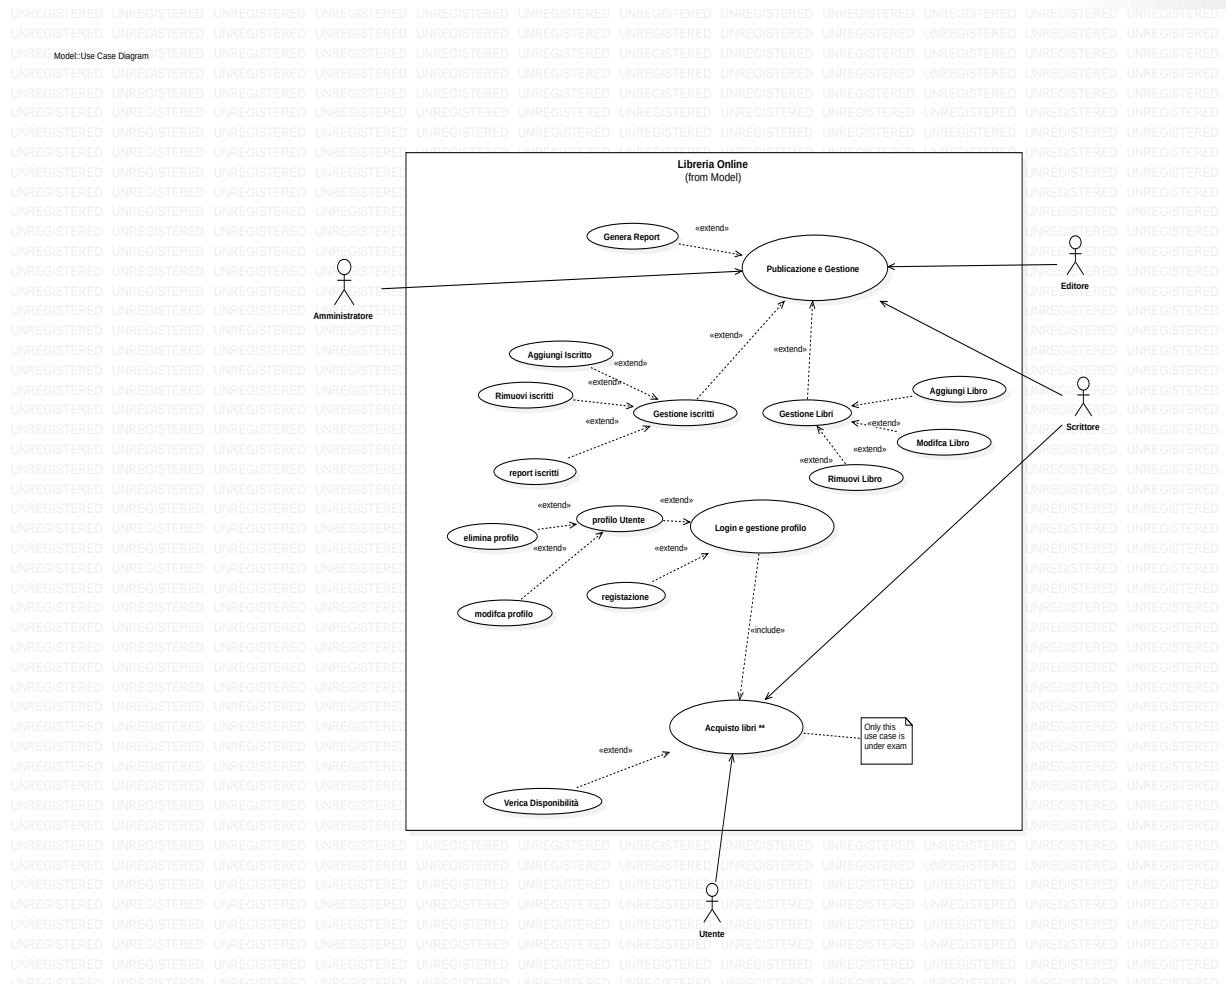 Model::Use Case Diagram
Libreria Online
(from Model)
Genera Report
«extend»
Publicazione e Gestione
Editore
Amministratore
«extend»
«extend»
Aggiungi Iscritto
«extend»
«extend»
Rimuovi iscritti
Aggiungi Libro
Gestione iscritti
Gestione Libri
«extend»
«extend»
Scrittore
Modifca Libro
«extend»
«extend»
report iscritti
Rimuovi Libro
«extend»
«extend»
profilo Utente
Login e gestione profilo
elimina profilo
«extend»
«extend»
registazione
modifca profilo
«include»
Acquisto libri **
Only this
use case is
under exam
«extend»
Verica Disponibilità
Utente
UNREGISTERED